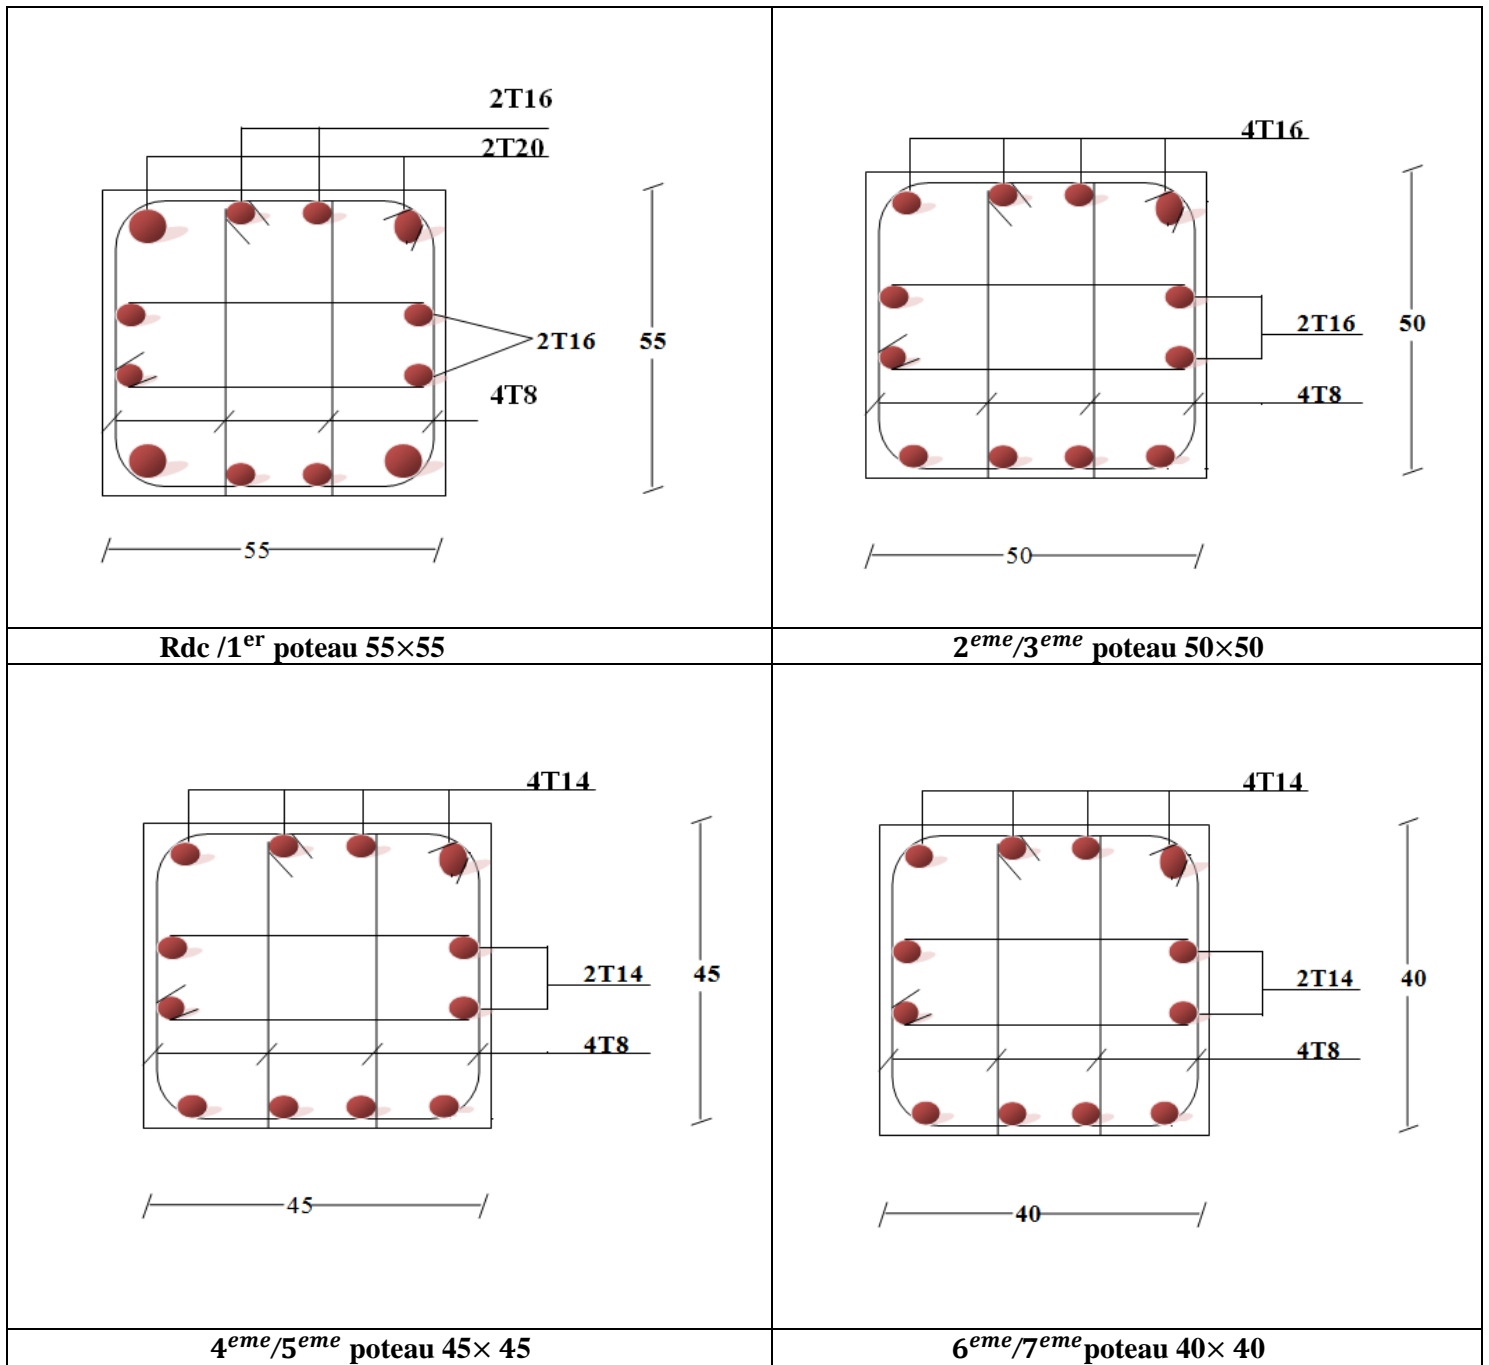 2T16
2T20
2T16
55
4T8
55
Rdc /1er poteau 55×55
4T16
2T16
50
4T8
50
2eme/3eme poteau 50×50
4T14
2T14
45
4T8
45
4eme/5eme poteau 45× 45
4T14
2T14
40
4T8
40
6eme/7eme poteau 40× 40